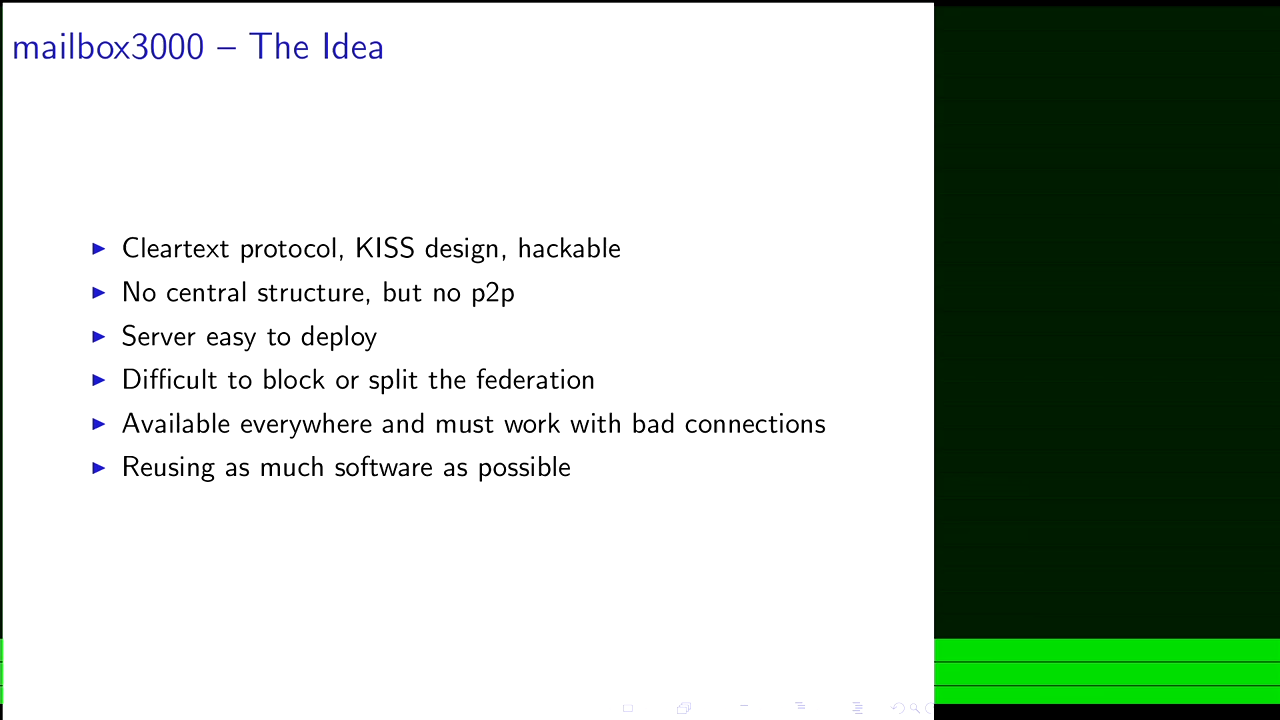 mailbox3000 – The Idea
Cleartext protocol, KISS design, hackable
No central structure, but no p2p
Server easy to deploy
Difficult to block or split the federation
Available everywhere and must work with bad connections
Reusing as much software as possible